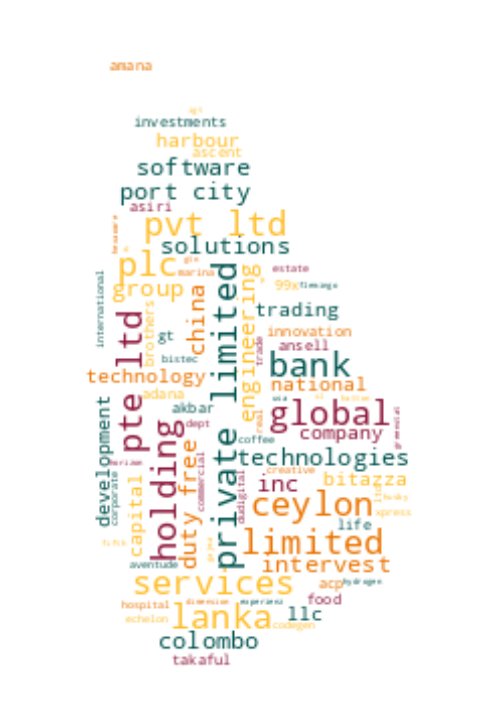 amana
investments
harbour
ascent
software
port city
asiri
pvt ltd
solutions
plc
marina
estate
group
99x
flemingo
international
brothers
china
private limited
engineering
trading
pte ltd
gt
innovation
trade
ansell
bistec
bank
technology
national
adana
akbar
global
development
holding
dept
company
coffee
duty free
technologies
corporate
commercial
creative
capital
inc
bitazza
dudigital
ceylon
xpress
life
limited
aventude
intervest
services
acp
hydrogen
food
hospital
dimension
lanka
llc
echelon
codegen
colombo
takaful